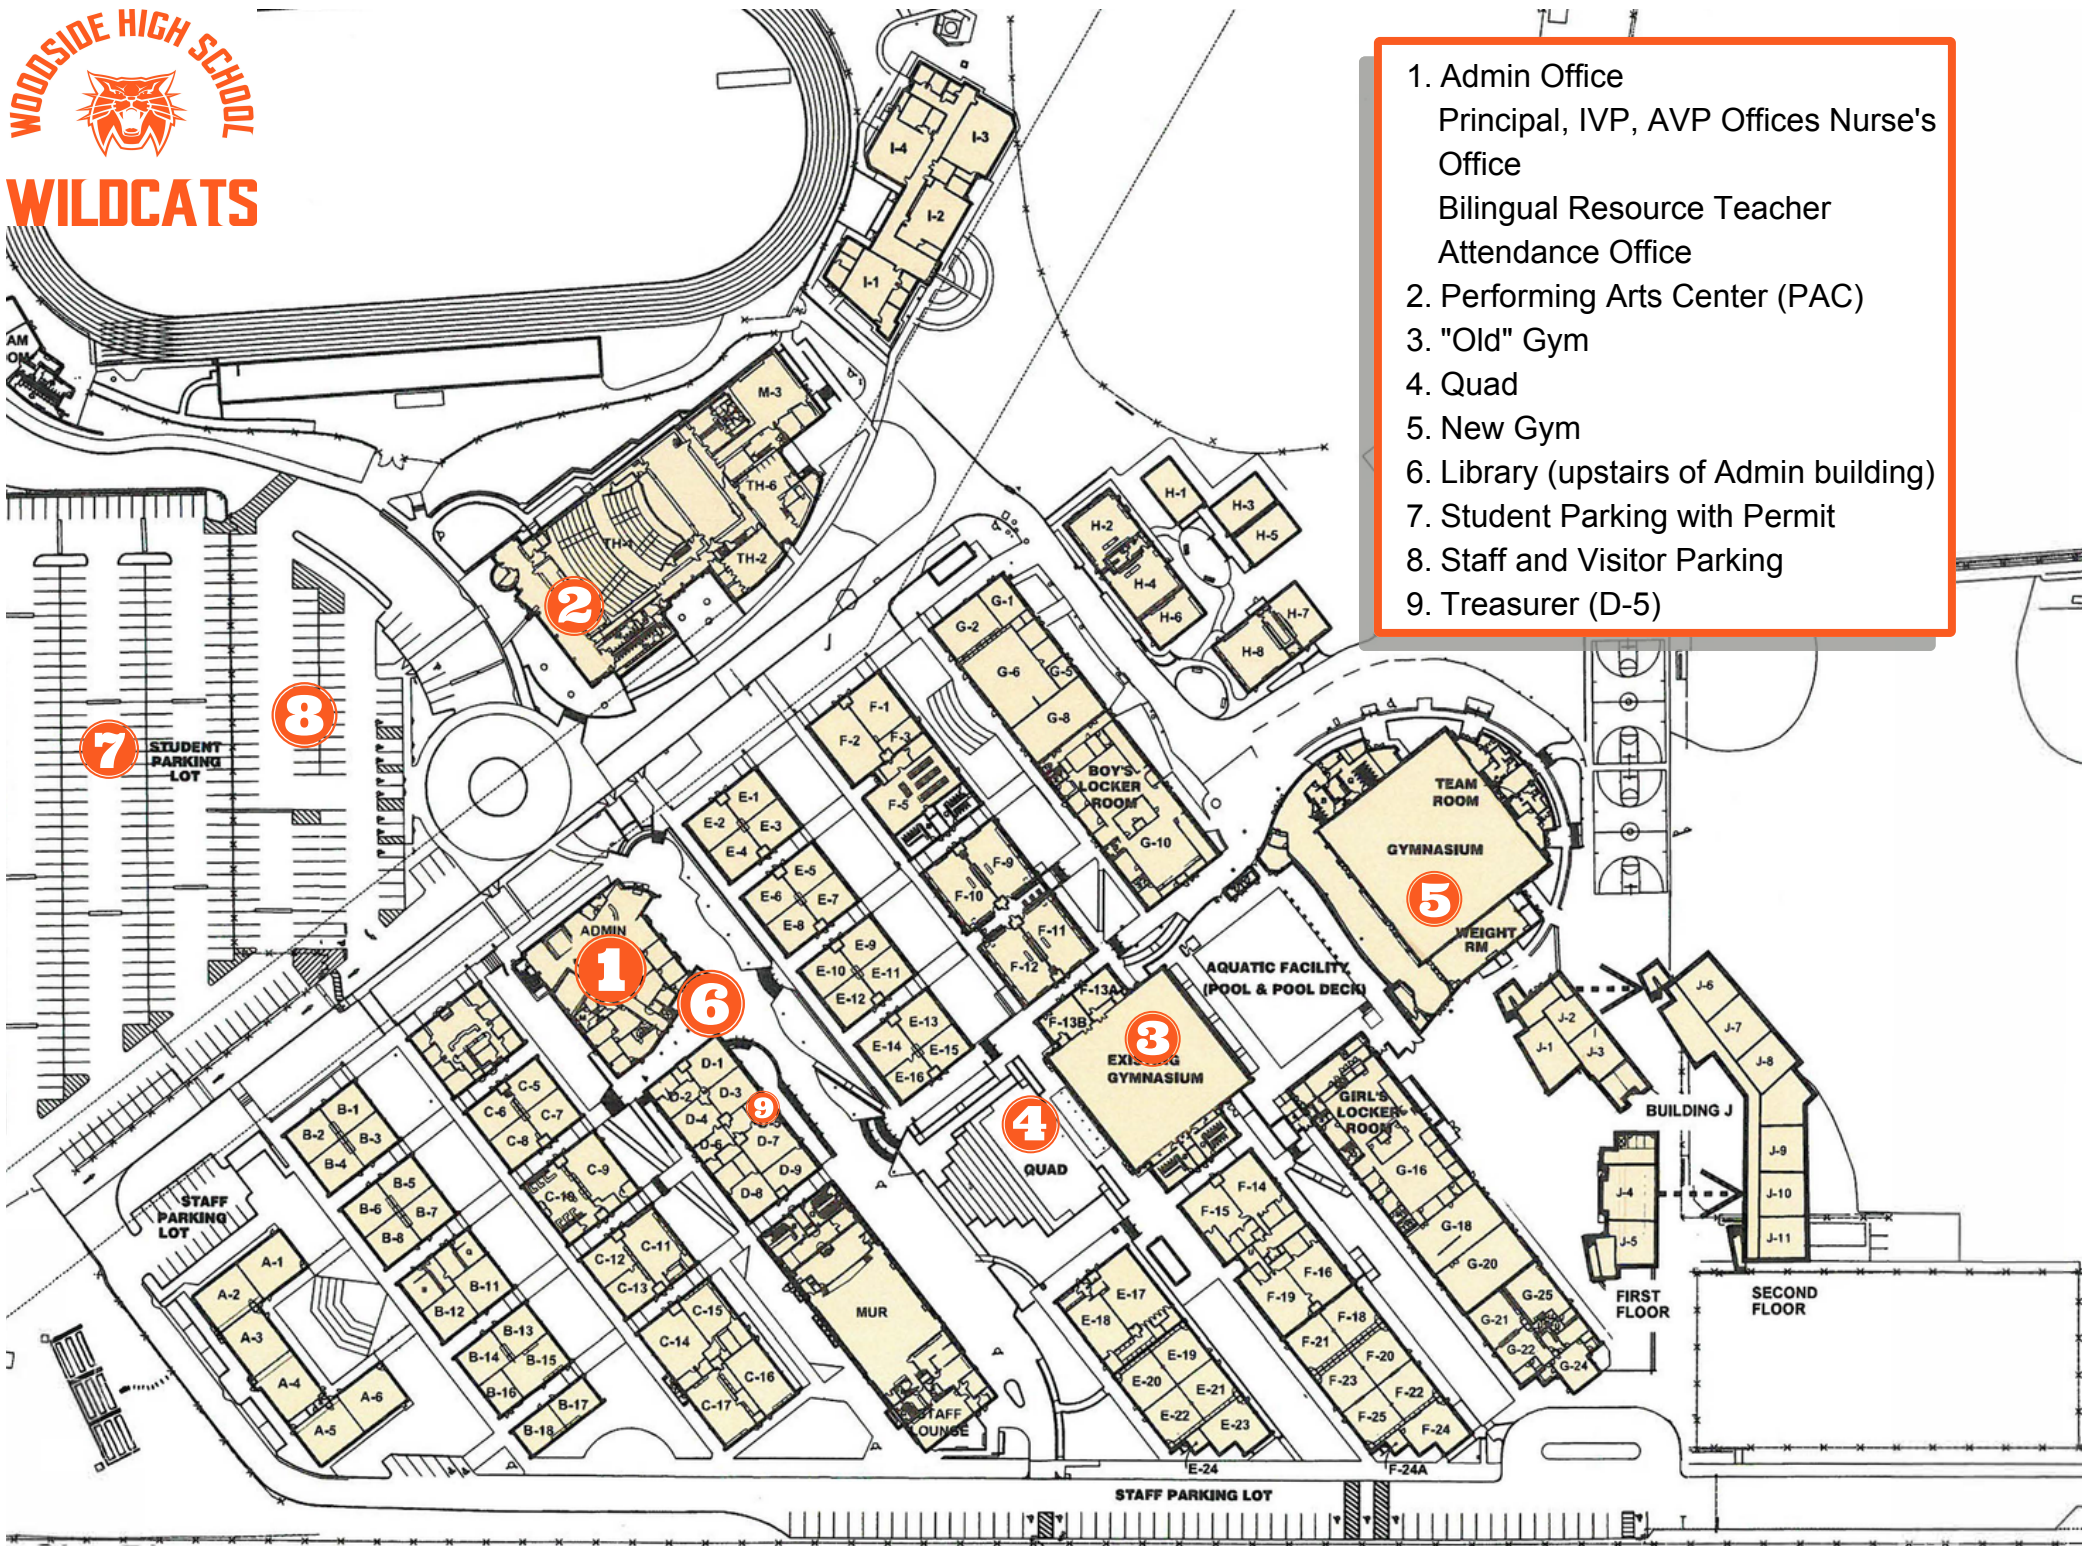 WOODSIDE HIGH SCHOOL
WILDCATS
1. Admin Office
Principal, IVP, AVP Offices Nurse's
Office
Bilingual Resource Teacher
Attendance Office
2. Performing Arts Center (PAC)
3. "Old" Gym
4. Quad
5. New Gym
6. Library (upstairs of Admin building)
7. Student Parking with Permit
8. Staff and Visitor Parking
9. Treasurer (D-5)
I-3
I-4
I-2
I-1
M-3
TH-6
TH-1
TH-2
2
H-1
H-3
H-2
H-5
H-4
H-6
H-7
H-8
G-1
G-2
G-6
G-5
G-8
BOY'S
LOCKER
ROOM
G-10
J
F-1
F-2
F-3
F-5
F-9
F-10
F-11
F-12
F-13A
F-13B
7
STUDENT
PARKING
LOT
8
E-1
E-2
E-3
E-4
E-5
E-6
E-7
E-8
E-9
E-10
E-11
E-12
E-13
E-14
E-15
E-16
TEAM
ROOM
GYMNASIUM
5
WEIGHT
RM
AQUATIC FACILITY
(POOL & POOL DECK)
ADMIN
1
6
3
EXISTING
GYMNASIUM
4
QUAD
D-1
D-2
D-3
D-4
9
D-6
D-7
D-8
D-9
C-5
C-6
C-7
C-8
C-9
C-10
C-11
C-12
C-13
C-14
C-15
C-16
C-17
B-1
B-2
B-3
B-4
B-5
B-6
B-7
B-8
B-11
B-12
B-13
B-14
B-15
B-16
B-17
B-18
STAFF
PARKING
LOT
A-1
A-2
A-3
A-4
A-5
A-6
MUR
STAFF
LOUNGE
GIRL'S
LOCKER
ROOM
G-16
G-18
G-20
G-21
G-22
G-24
G-25
F-14
F-15
F-16
F-18
F-19
F-20
F-21
F-22
F-23
F-24
F-25
F-24A
E-17
E-18
E-19
E-20
E-21
E-22
E-23
E-24
J-1
J-2
J-3
J-4
J-5
J-6
J-7
J-8
J-9
J-10
J-11
BUILDING J
FIRST
FLOOR
SECOND
FLOOR
STAFF PARKING LOT